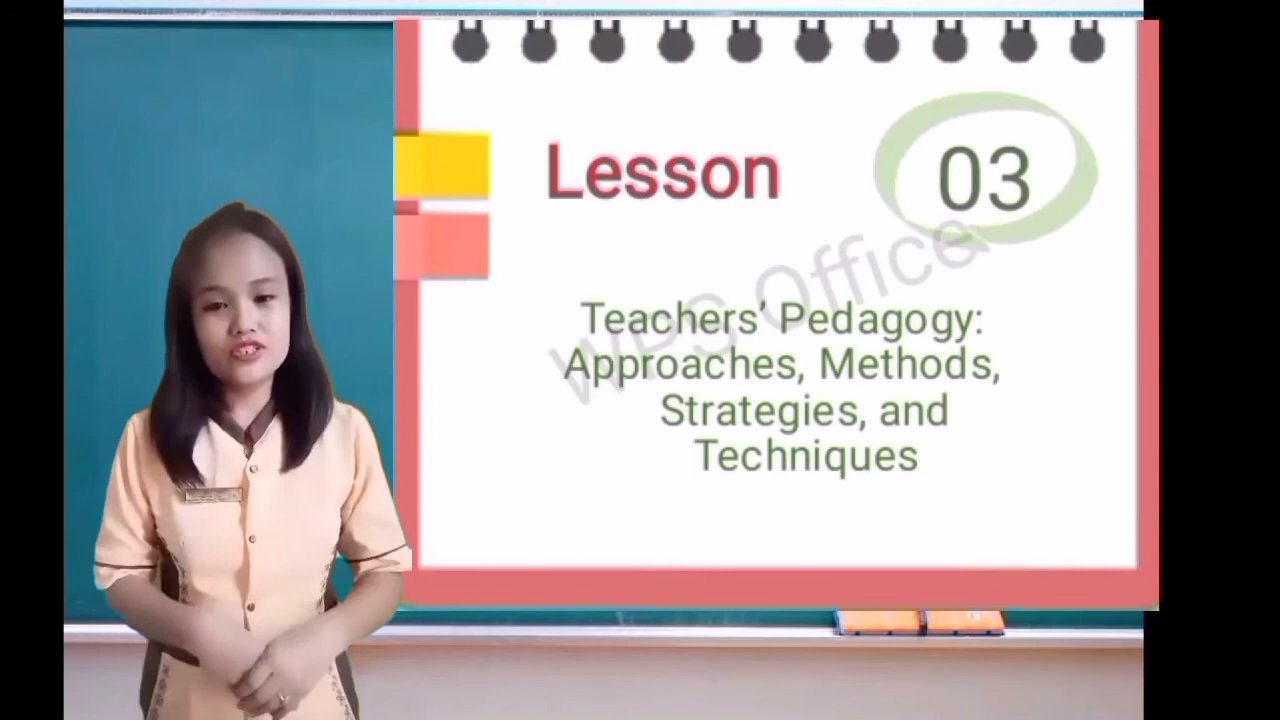 Lesson
03
WPS Office
Teachers’ Pedagogy:
Approaches, Methods,
Strategies, and
Techniques